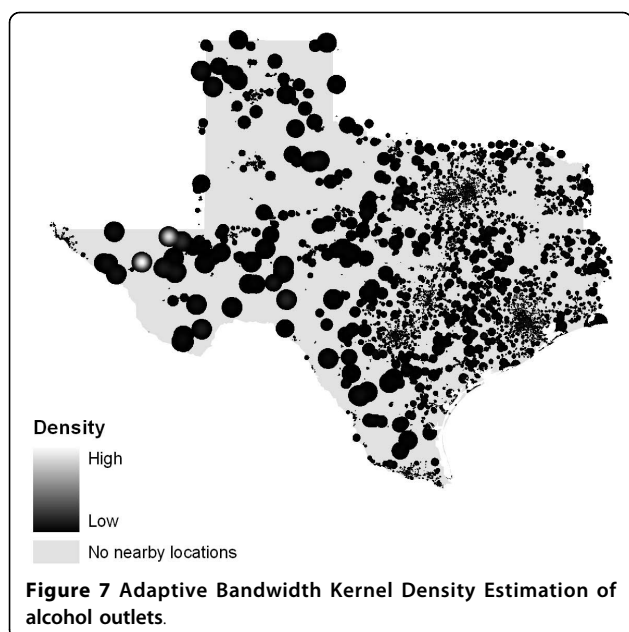 Density
High
Low
No nearby locations
Figure 7 Adaptive Bandwidth Kernel Density Estimation of
alcohol outlets.